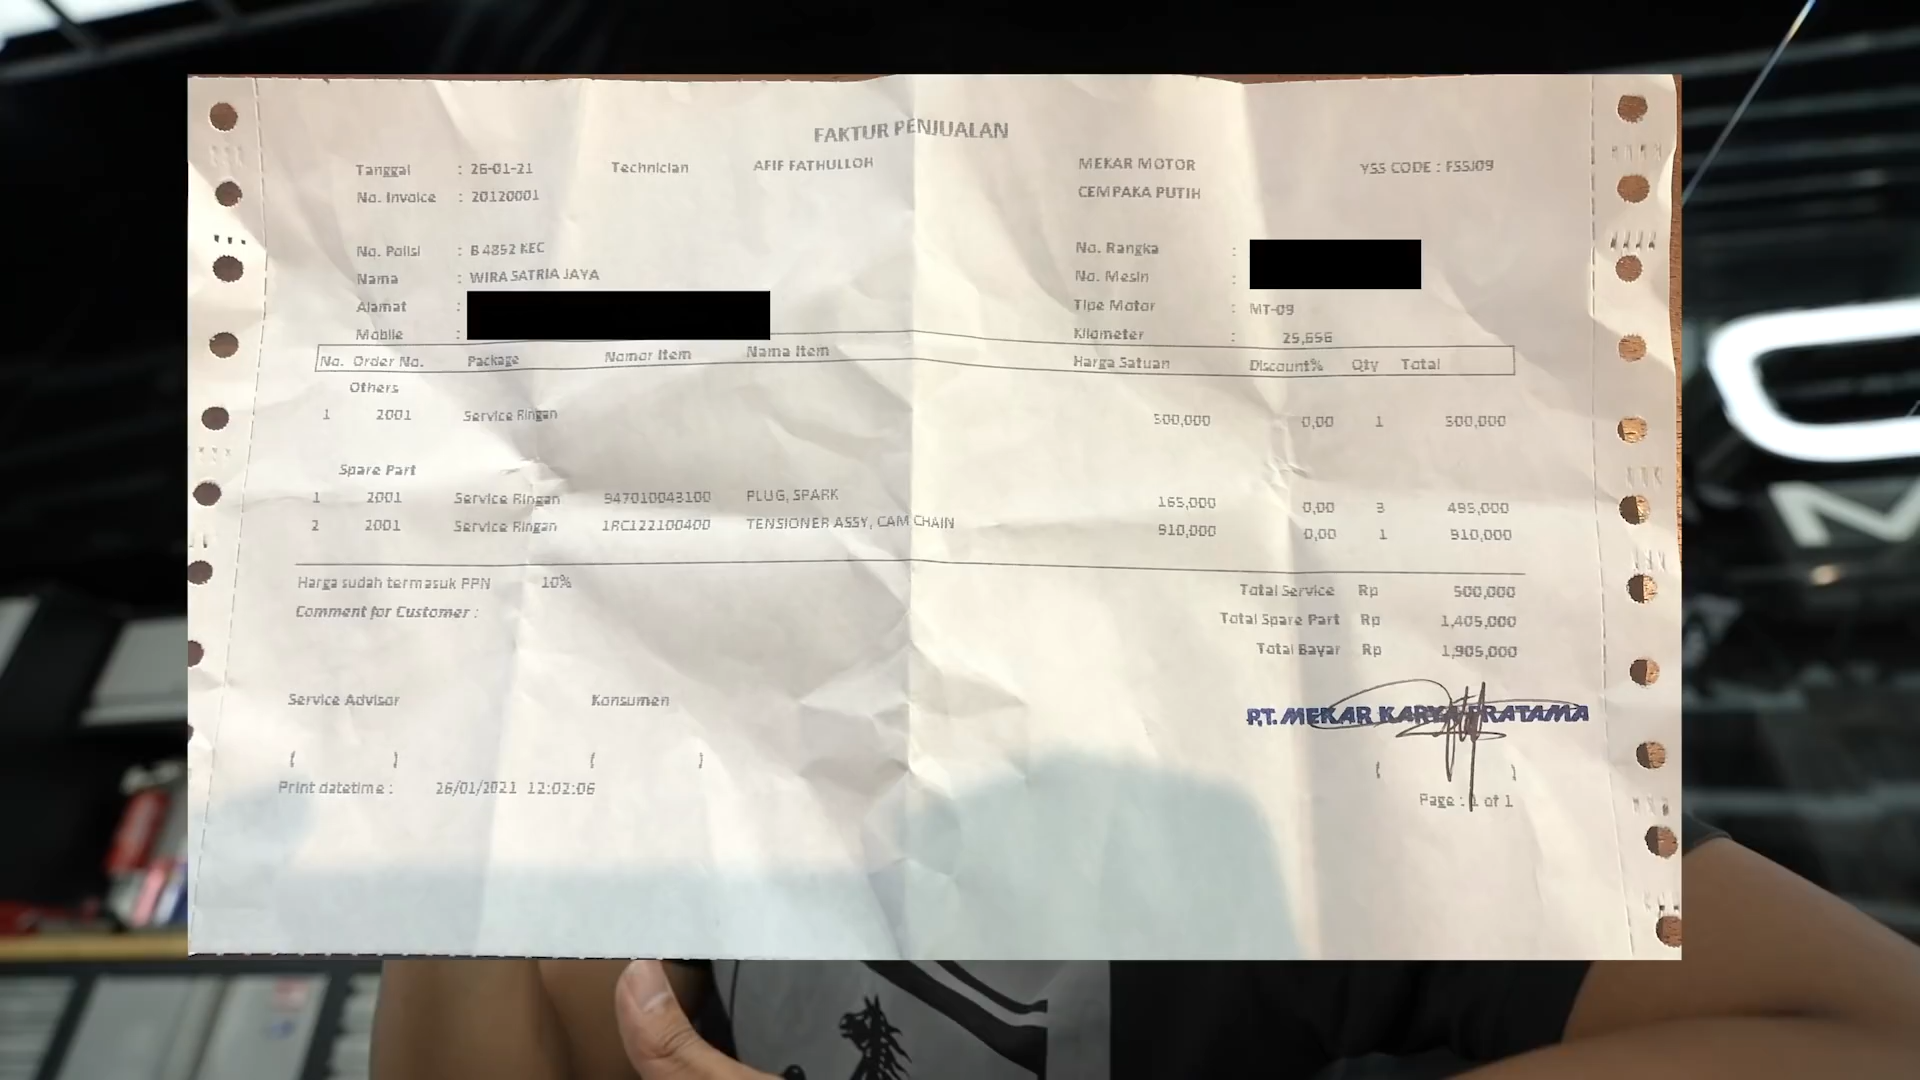 FAKTUR PENJUALAN
Tanggal : 26-01-21 Technician AFIF FATHULLOH MEKAR MOTOR YSS CODE : FSSJ09
No. Invoice : 20120001 CEMPAKA PUTIH
No. Polisi : B 4852 KEC No. Rangka :
Nama : WIRA SATRIA JAYA No. Mesin :
Alamat : Tipe Motor : MT-09
Mobile : Kilometer : 25,656
No. Order No. Package Nomor Item Nama Item Harga Satuan Discount% Qty Total
Others
1 2001 Service Ringan 500,000 0,00 1 500,000
Spare Part
1 2001 Service Ringan 947010043100 PLUG, SPARK 165,000 0,00 3 495,000
2 2001 Service Ringan 1RC122100400 TENSIONER ASSY, CAM CHAIN 910,000 0,00 1 910,000
Harga sudah termasuk PPN 10% Total Service Rp 500,000
Comment for Customer : Total Spare Part Rp 1,405,000
Total Bayar Rp 1,905,000
Service Advisor Konsumen
P.T. MEKAR KARYA PRATAMA
( ) ( ) ( )
Print datetime : 26/01/2021 12:02:06 Page : 1 of 1